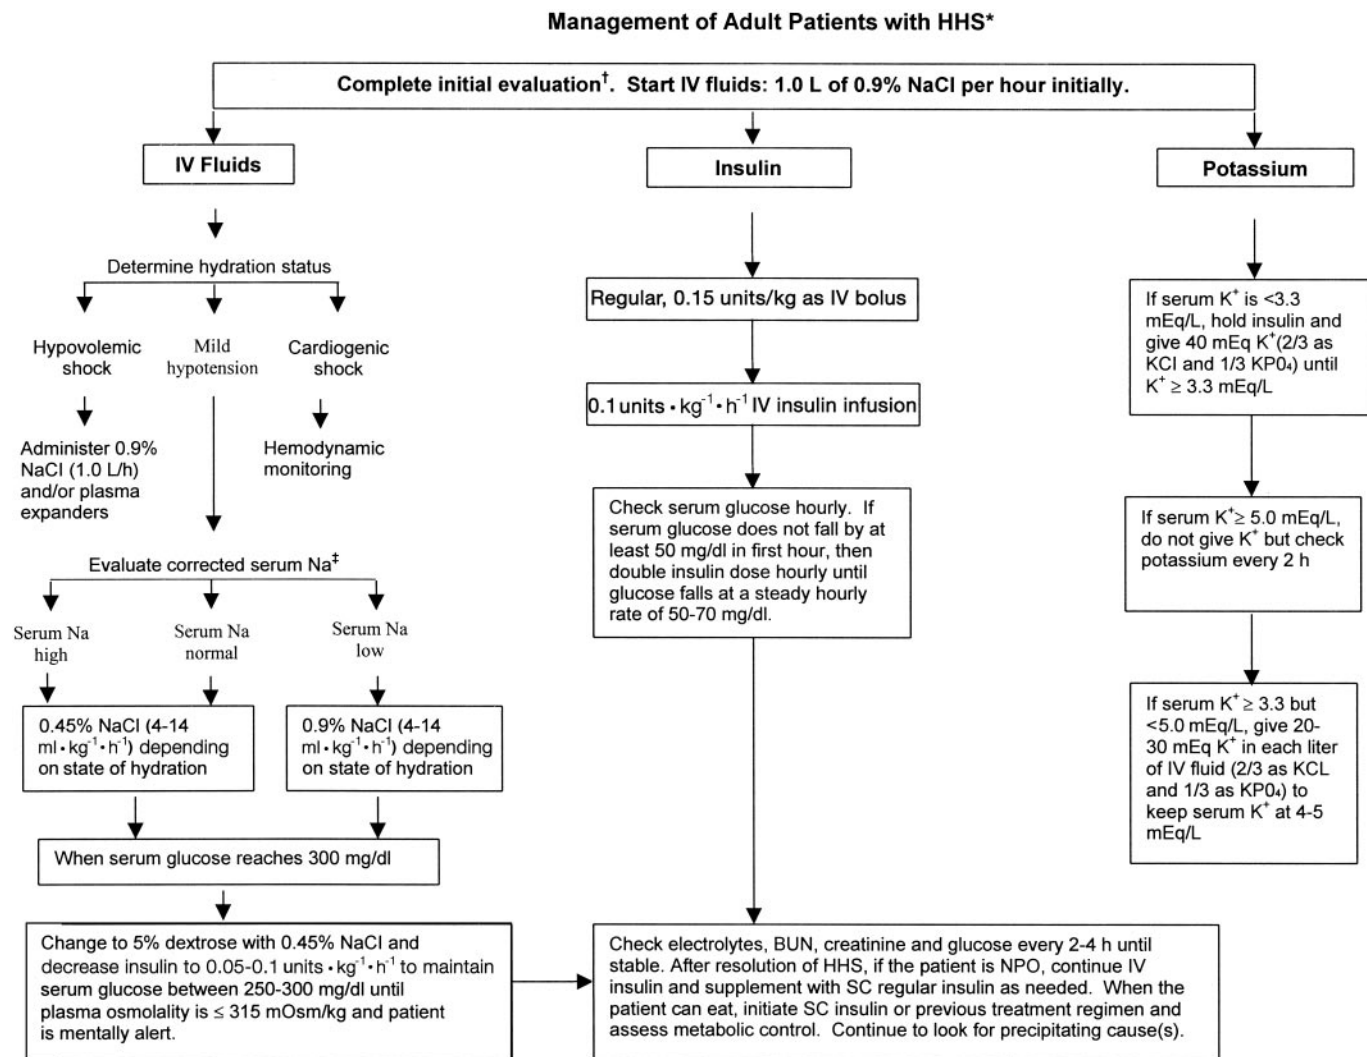 Management of Adult Patients with HHS*
Complete initial evaluation†. Start IV fluids: 1.0 L of 0.9% NaCl per hour initially.
IV Fluids
Determine hydration status
Hypovolemic
shock
Mild
hypotension
Cardiogenic
shock
Administer 0.9%
NaCl (1.0 L/h)
and/or plasma
expanders
Hemodynamic
monitoring
Evaluate corrected serum Na‡
Serum Na
high
Serum Na
normal
Serum Na
low
0.45% NaCl (4-14
ml·kg⁻¹·h⁻¹) depending
on state of hydration
0.9% NaCl (4-14
ml·kg⁻¹·h⁻¹) depending
on state of hydration
When serum glucose reaches 300 mg/dl
Change to 5% dextrose with 0.45% NaCl and
decrease insulin to 0.05-0.1 units·kg⁻¹·h⁻¹ to maintain
serum glucose between 250-300 mg/dl until
plasma osmolality is ≤ 315 mOsm/kg and patient
is mentally alert.
Insulin
Regular, 0.15 units/kg as IV bolus
0.1 units·kg⁻¹·h⁻¹ IV insulin infusion
Check serum glucose hourly. If
serum glucose does not fall by at
least 50 mg/dl in first hour, then
double insulin dose hourly until
glucose falls at a steady hourly
rate of 50-70 mg/dl.
Check electrolytes, BUN, creatinine and glucose every 2-4 h until
stable. After resolution of HHS, if the patient is NPO, continue IV
insulin and supplement with SC regular insulin as needed. When the
patient can eat, initiate SC insulin or previous treatment regimen and
assess metabolic control. Continue to look for precipitating cause(s).
Potassium
If serum K⁺ is <3.3
mEq/L, hold insulin and
give 40 mEq K⁺(2/3 as
KCl and 1/3 KP0₄) until
K⁺ ≥ 3.3 mEq/L
If serum K⁺≥ 5.0 mEq/L,
do not give K⁺ but check
potassium every 2 h
If serum K⁺ ≥ 3.3 but
<5.0 mEq/L, give 20-
30 mEq K⁺ in each liter
of IV fluid (2/3 as KCL
and 1/3 as KP0₄) to
keep serum K⁺ at 4-5
mEq/L